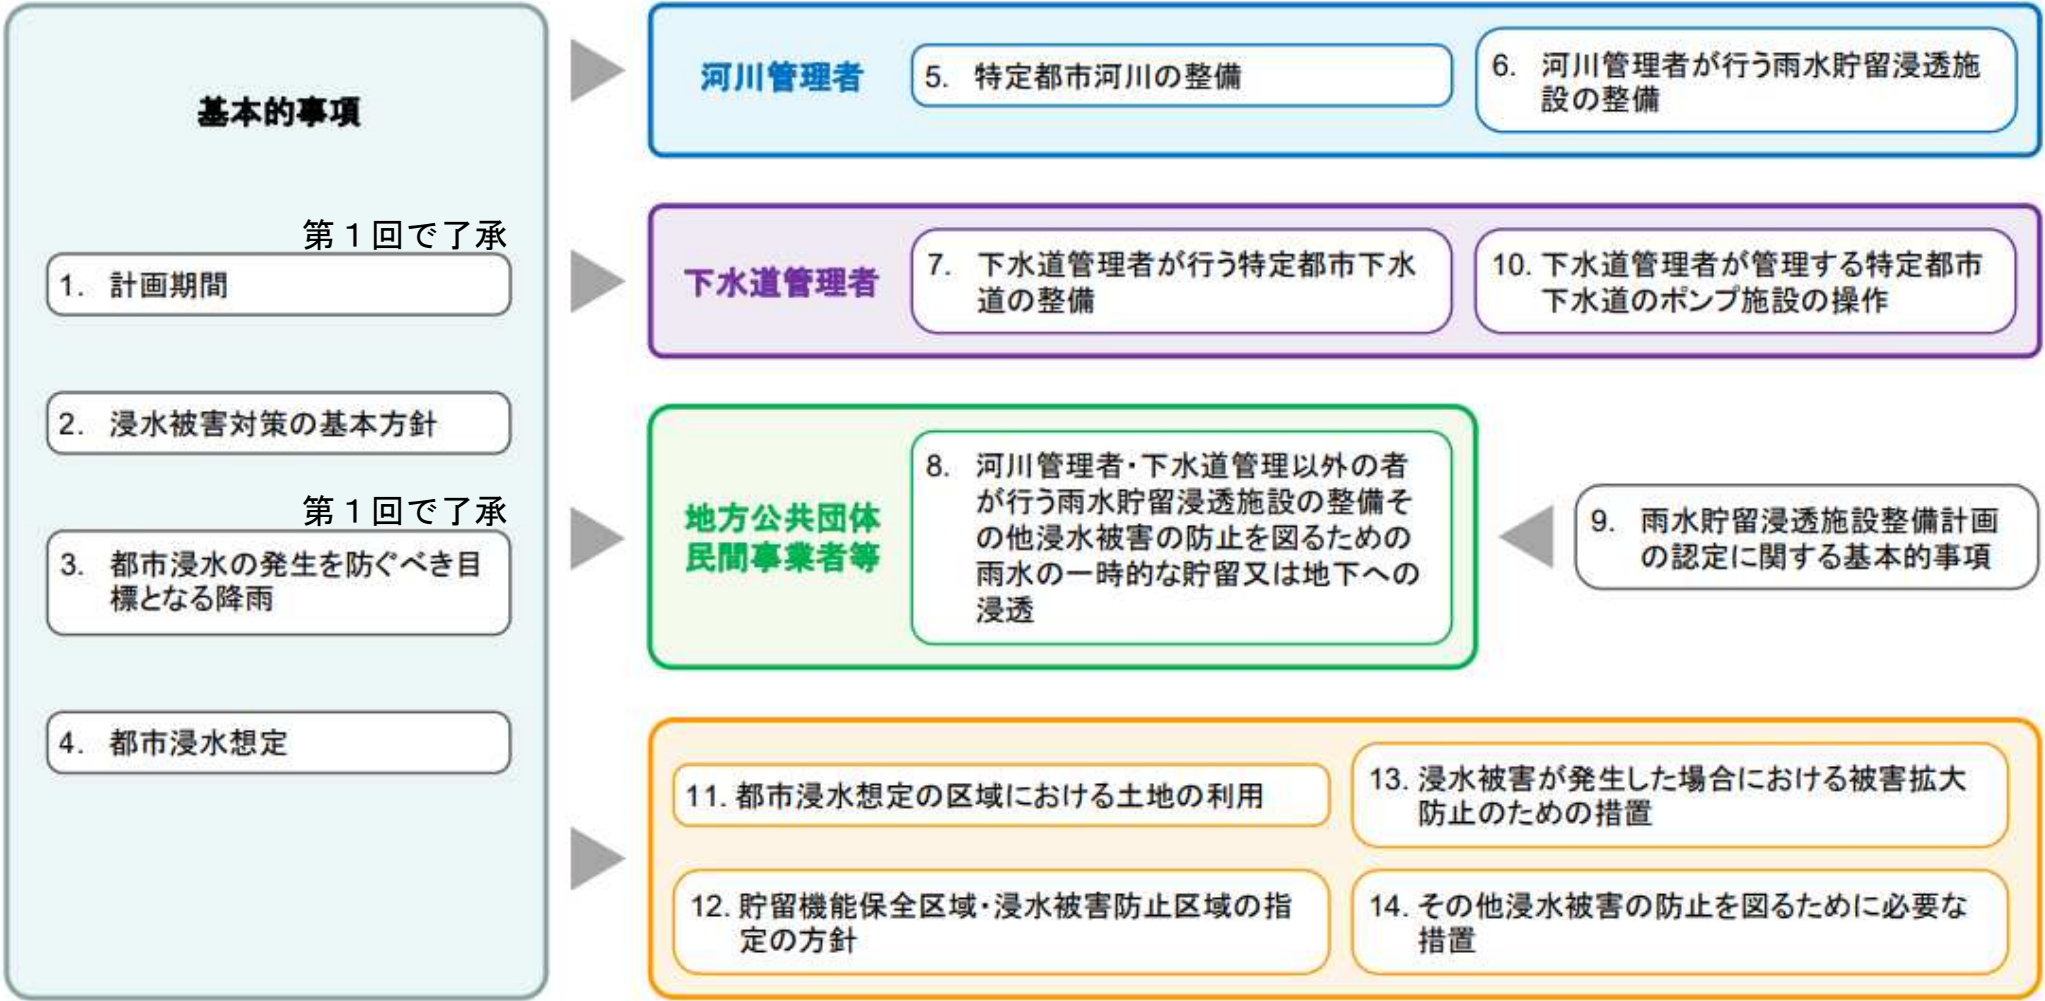 基本的事項
第1回で了承
1. 計画期間
2. 浸水被害対策の基本方針
第1回で了承
3. 都市浸水の発生を防ぐべき目
標となる降雨
4. 都市浸水想定
河川管理者
5. 特定都市河川の整備
6. 河川管理者が行う雨水貯留浸透施
設の整備
下水道管理者
7. 下水道管理者が行う特定都市下水
道の整備
10. 下水道管理者が管理する特定都市
下水道のポンプ施設の操作
地方公共団体
民間事業者等
8. 河川管理者・下水道管理以外の者
が行う雨水貯留浸透施設の整備そ
の他浸水被害の防止を図るための
雨水の一時的な貯留又は地下への
浸透
9. 雨水貯留浸透施設整備計画
の認定に関する基本的事項
11. 都市浸水想定の区域における土地の利用
13. 浸水被害が発生した場合における被害拡大
防止のための措置
12. 貯留機能保全区域・浸水被害防止区域の指
定の方針
14. その他浸水被害の防止を図るために必要な
措置